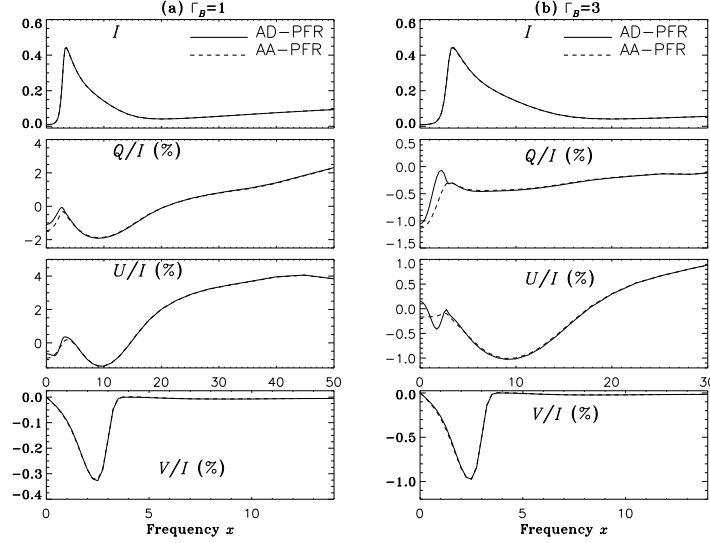 (a) Γ_B=1
0.6
0.4
0.2
0.0
I
AD−PFR
AA−PFR
4
2
0
−2
Q/I (%)
4
2
0
U/I (%)
0 10 20 30 40 50
0.0
−0.1
−0.2
−0.3
−0.4
V/I (%)
0 5 10
Frequency x
(b) Γ_B=3
0.6
0.4
0.2
0.0
I
AD−PFR
AA−PFR
0.5
0.0
−0.5
−1.0
−1.5
Q/I (%)
1.0
0.5
0.0
−0.5
−1.0
U/I (%)
0 10 20 30
0.0
−0.5
−1.0
V/I (%)
0 5 10
Frequency x